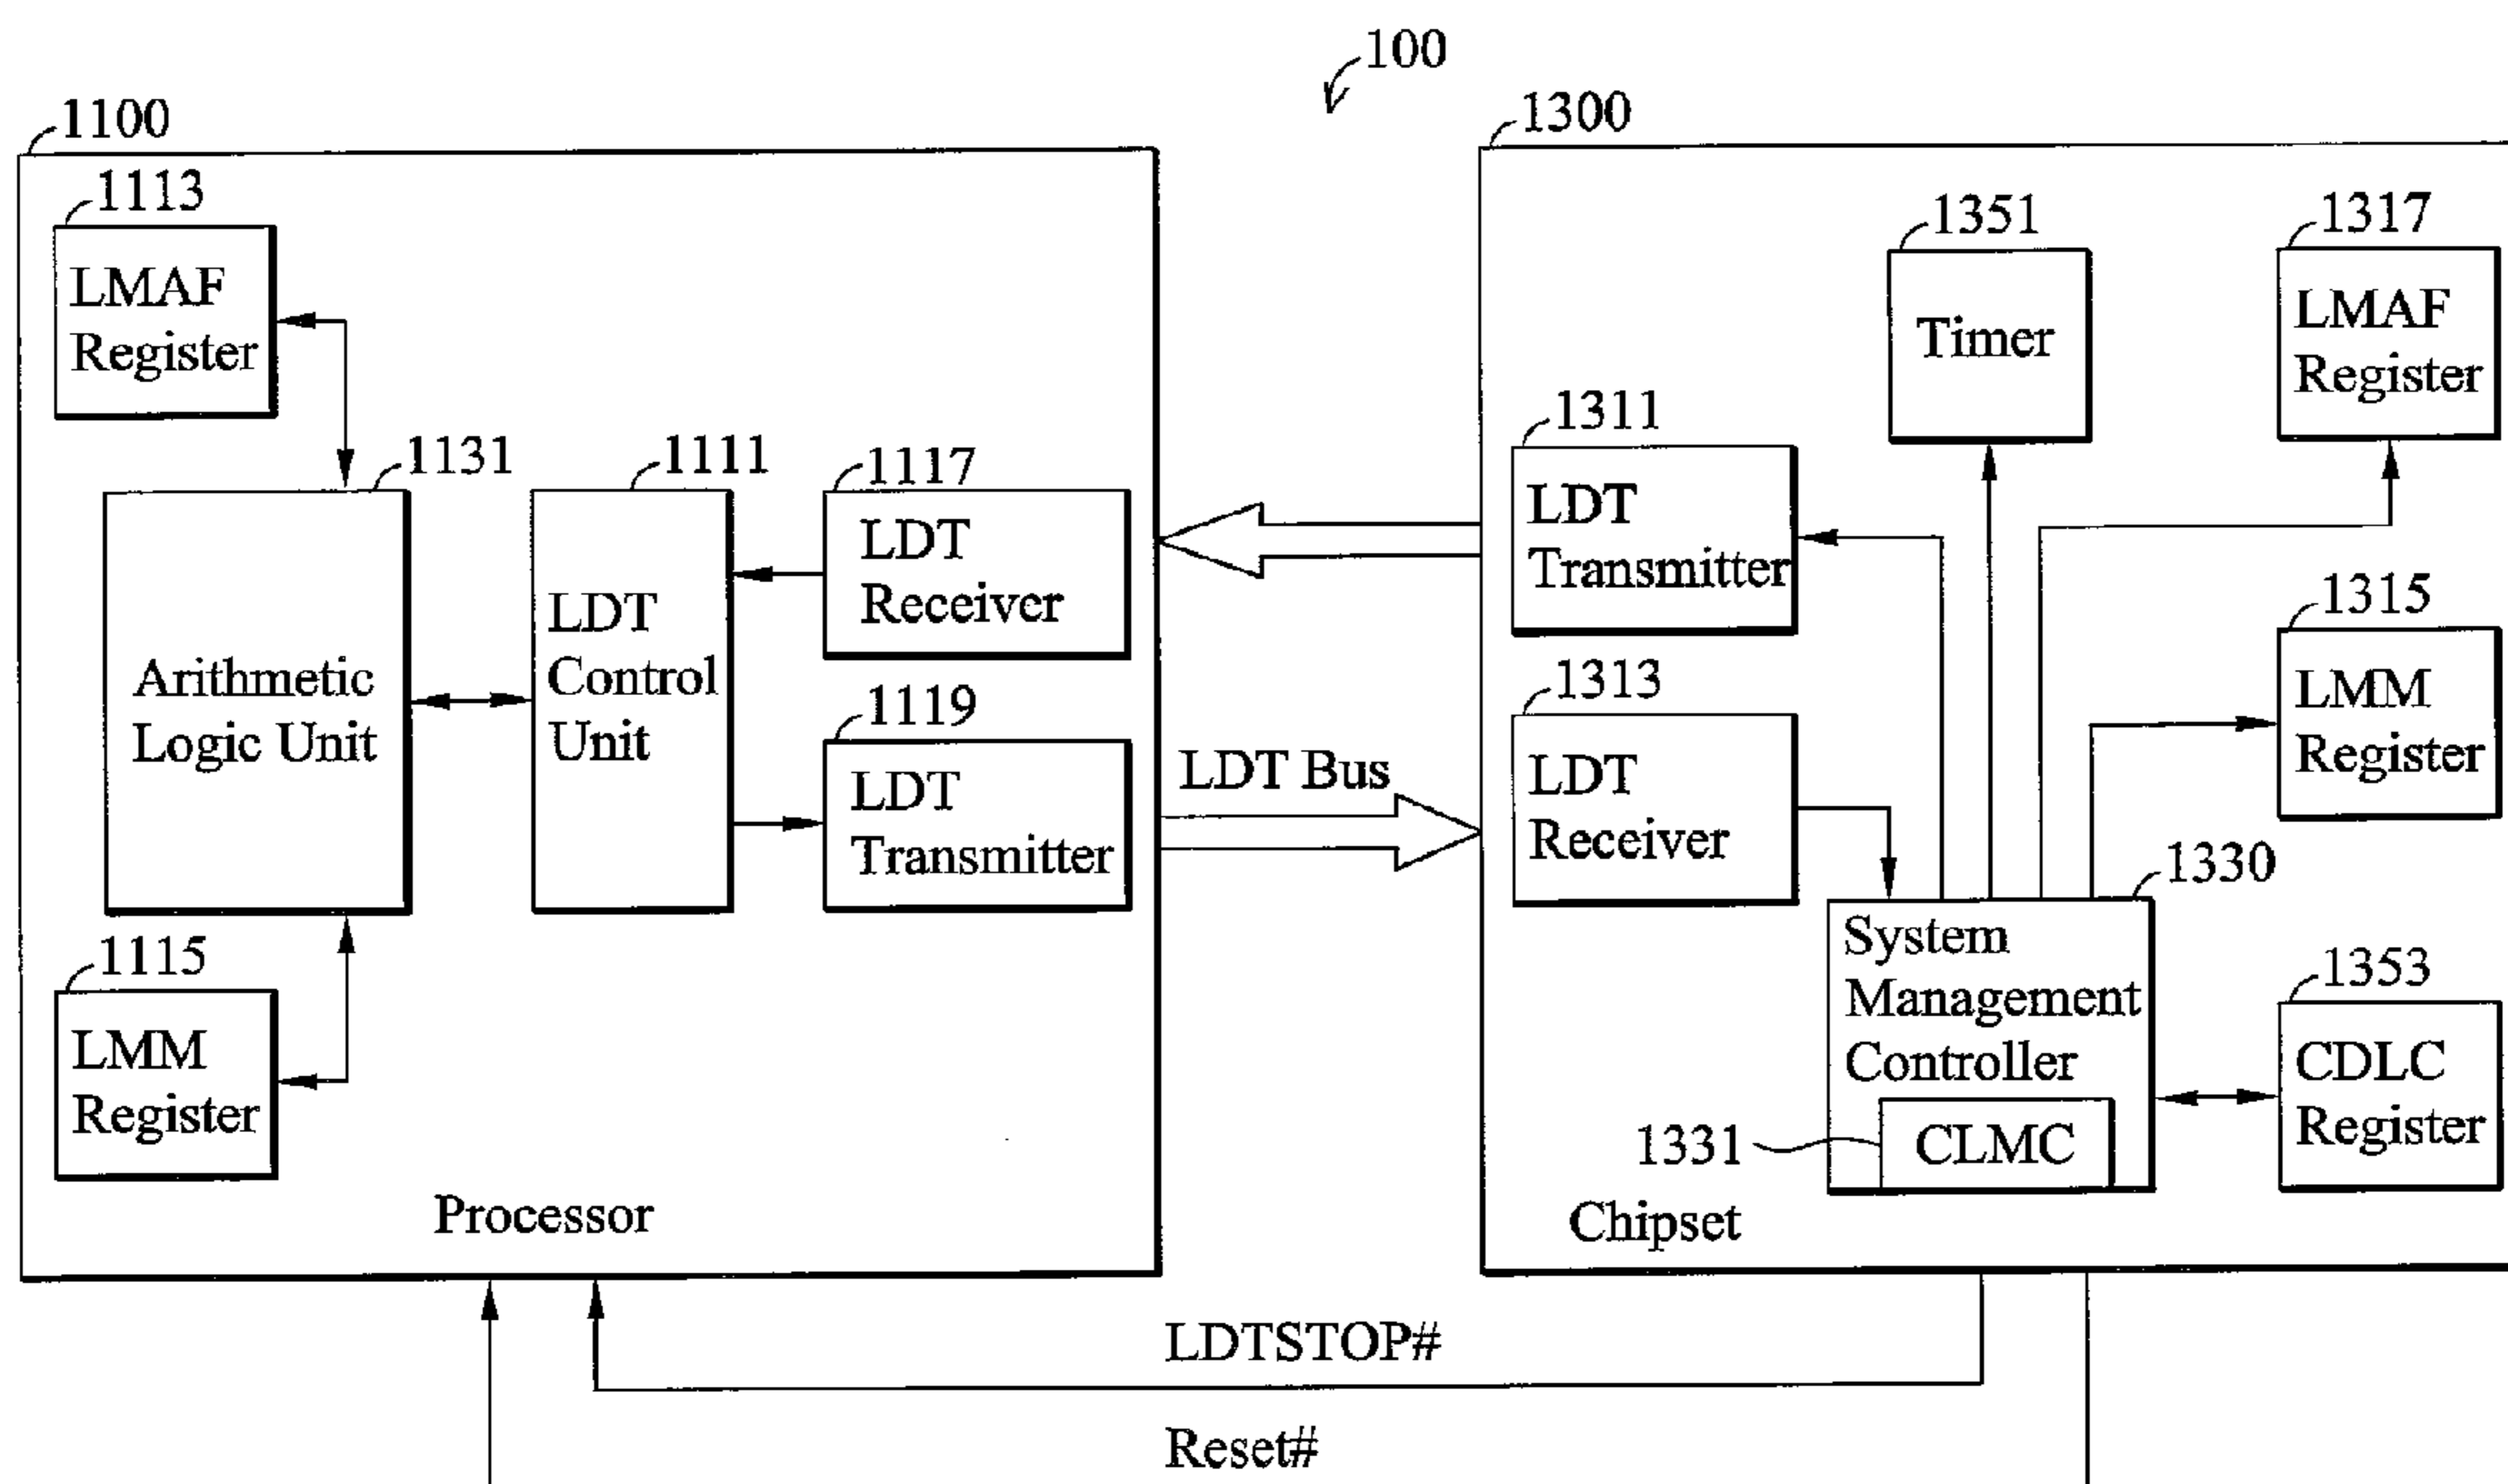 100
1100
1300
1113
LMAF
Register
1131
Arithmetic
Logic Unit
1111
LDT
Control
Unit
1117
LDT
Receiver
1119
LDT
Transmitter
1115
LMM
Register
Processor
LDT Bus
1351
Timer
1317
LMAF
Register
1311
LDT
Transmitter
1313
LDT
Receiver
1315
LMM
Register
1330
System
Management
Controller
1331
CLMC
1353
CDLC
Register
Chipset
LDTSTOP#
Reset#